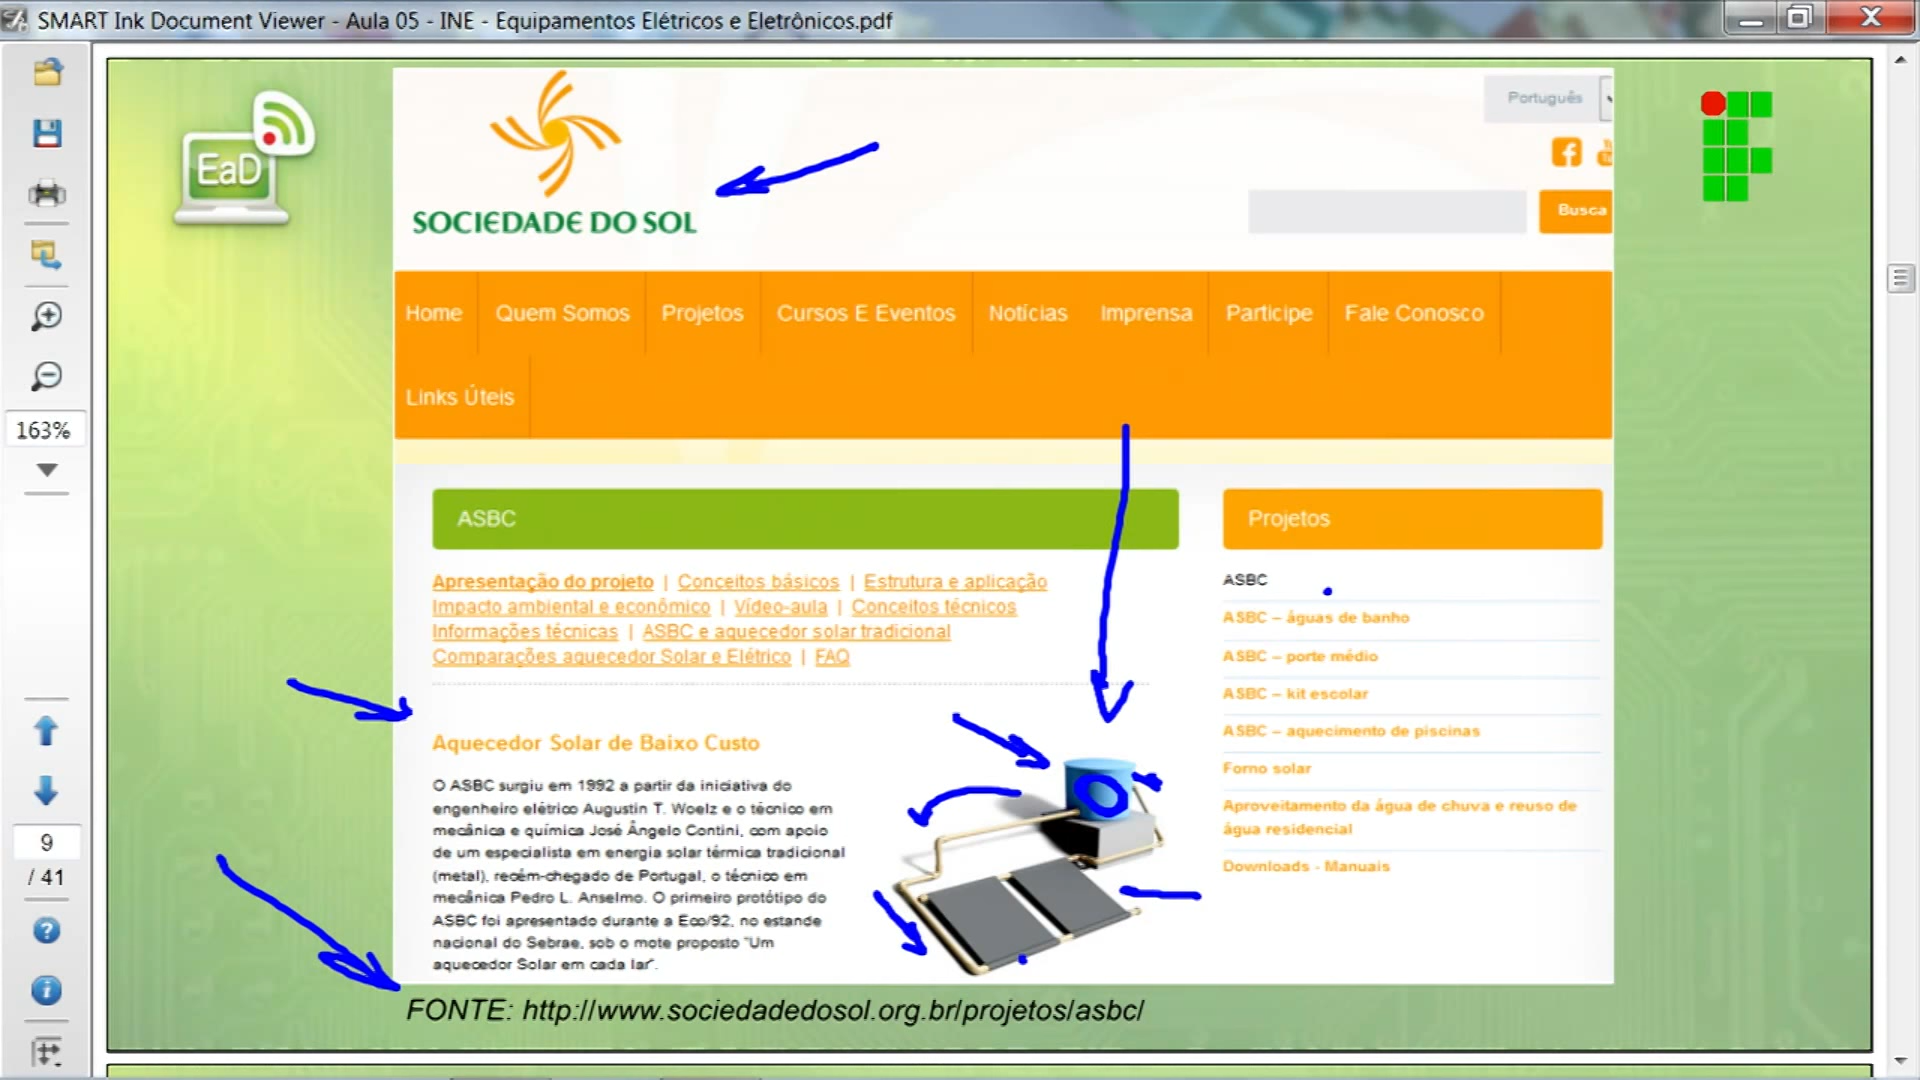 SMART Ink Document Viewer - Aula 05 - INE - Equipamentos Elétricos e Eletrônicos.pdf
EaD
SOCIEDADE DO SOL
Português
Busca
Home Quem Somos Projetos Cursos E Eventos Notícias Imprensa Participe Fale Conosco
Links Úteis
163%
ASBC
Apresentação do projeto | Conceitos básicos | Estrutura e aplicação
Impacto ambiental e econômico | Vídeo-aula | Conceitos técnicos
Informações técnicas | ASBC e aquecedor solar tradicional
Comparações aquecedor Solar e Elétrico | FAQ
Aquecedor Solar de Baixo Custo
O ASBC surgiu em 1992 a partir da iniciativa do
engenheiro elétrico Augustin T. Woelz e o técnico em
mecânica e química José Ângelo Contini, com apoio
de um especialista em energia solar térmica tradicional
(metal), recém-chegado de Portugal, o técnico em
mecânica Pedro L. Anselmo. O primeiro protótipo do
ASBC foi apresentado durante a Eco/92, no estande
nacional do Sebrae, sob o mote proposto "Um
aquecedor Solar em cada lar".
Projetos
ASBC
ASBC – águas de banho
ASBC – porte médio
ASBC – kit escolar
ASBC – aquecimento de piscinas
Forno solar
Aproveitamento da água de chuva e reuso de
água residencial
Downloads - Manuais
9
/ 41
FONTE: http://www.sociedadedosol.org.br/projetos/asbc/